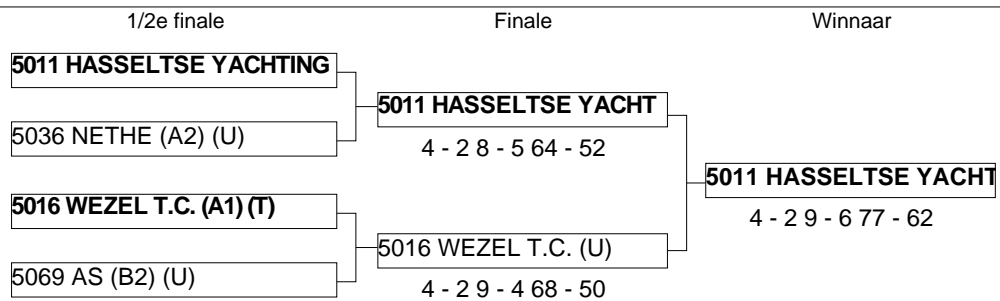 1/2e finale
Finale
Winnaar
5011 HASSELTSE YACHTING
5036 NETHE (A2) (U)
5016 WEZEL T.C. (A1) (T)
5069 AS (B2) (U)
5011 HASSELTSE YACHT
4 - 2 8 - 5 64 - 52
5016 WEZEL T.C. (U)
4 - 2 9 - 4 68 - 50
5011 HASSELTSE YACHT
4 - 2 9 - 6 77 - 62